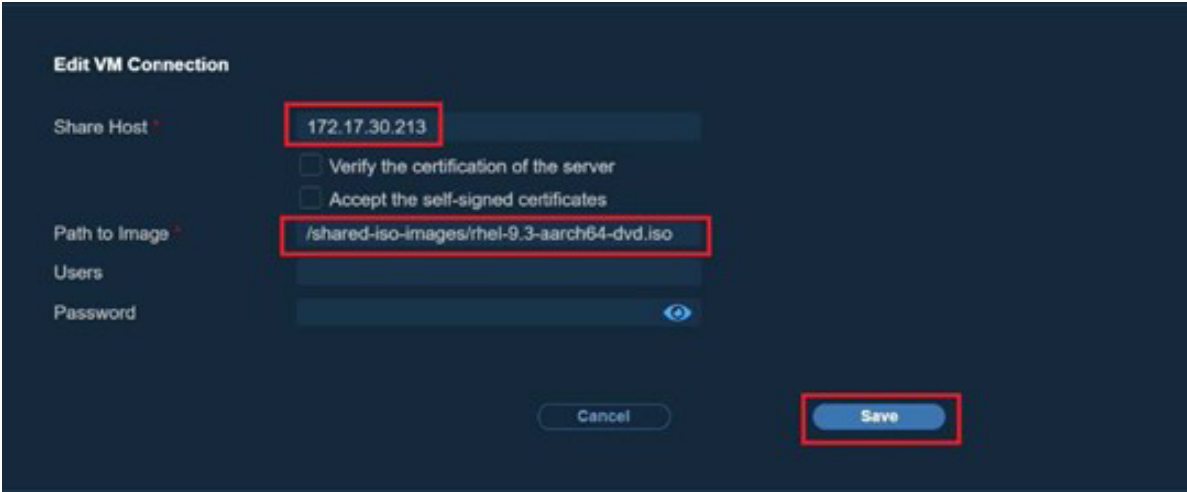 Edit VM Connection
Share Host * 172.17.30.213
Verify the certification of the server
Accept the self-signed certificates
Path to Image * /shared-iso-images/rhel-9.3-aarch64-dvd.iso
Users
Password
Cancel Save